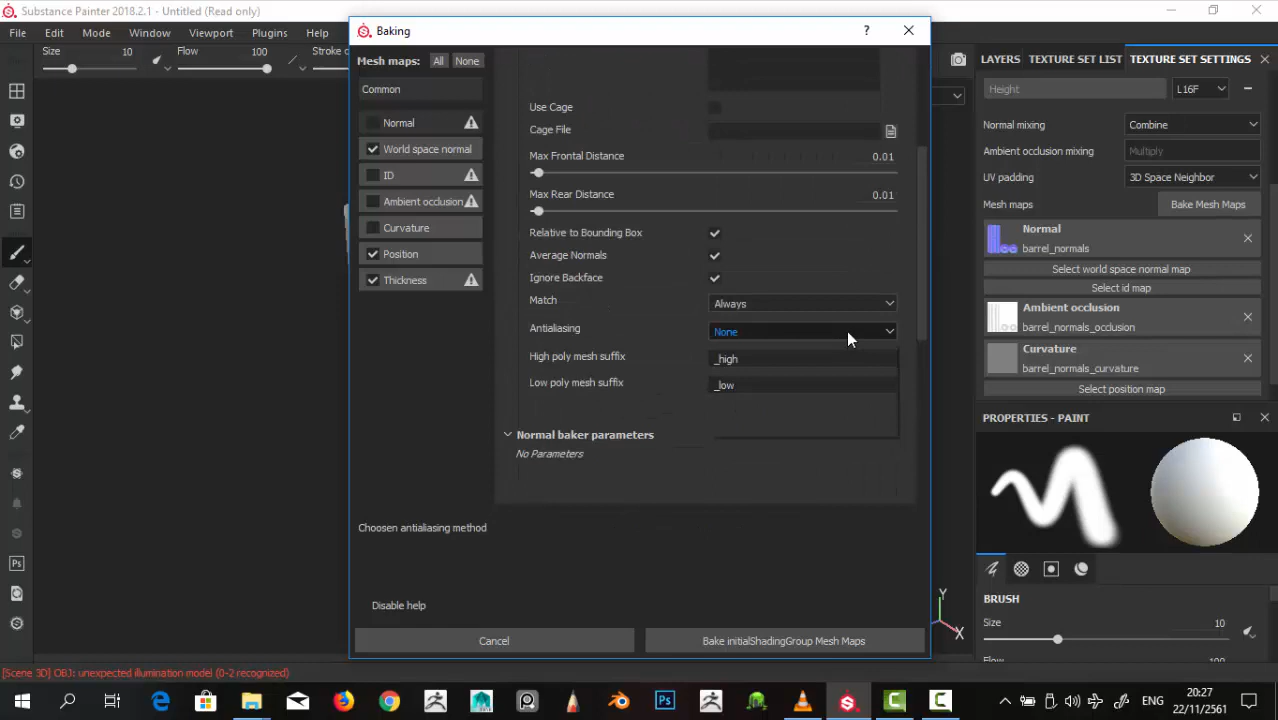 Substance Painter 2018.2.1 - Untitled (Read only)
File Edit Mode Window Viewport Plugins Help
Size 10 Flow 100 Stroke o
Baking
Mesh maps: All None
Common
Normal
World space normal
ID
Ambient occlusion
Curvature
Position
Thickness
Use Cage
Cage File
Max Frontal Distance 0.01
Max Rear Distance 0.01
Relative to Bounding Box
Average Normals
Ignore Backface
Match Always
Antialiasing None
High poly mesh suffix _high
Low poly mesh suffix _low
Normal baker parameters
No Parameters
Choosen antialiasing method
Disable help
Cancel Bake initialShadingGroup Mesh Maps
LAYERS TEXTURE SET LIST TEXTURE SET SETTINGS
Height L16F
Normal mixing Combine
Ambient occlusion mixing Multiply
UV padding 3D Space Neighbor
Mesh maps Bake Mesh Maps
Normal
barrel_normals
Select world space normal map
Select id map
Ambient occlusion
barrel_normals_occlusion
Curvature
barrel_normals_curvature
Select position map
PROPERTIES - PAINT
BRUSH
Size 10
Flow 100
Y
X
[Scene 3D] OBJ: unexpected illumination model (0-2 recognized)
ENG
20:27
22/11/2561